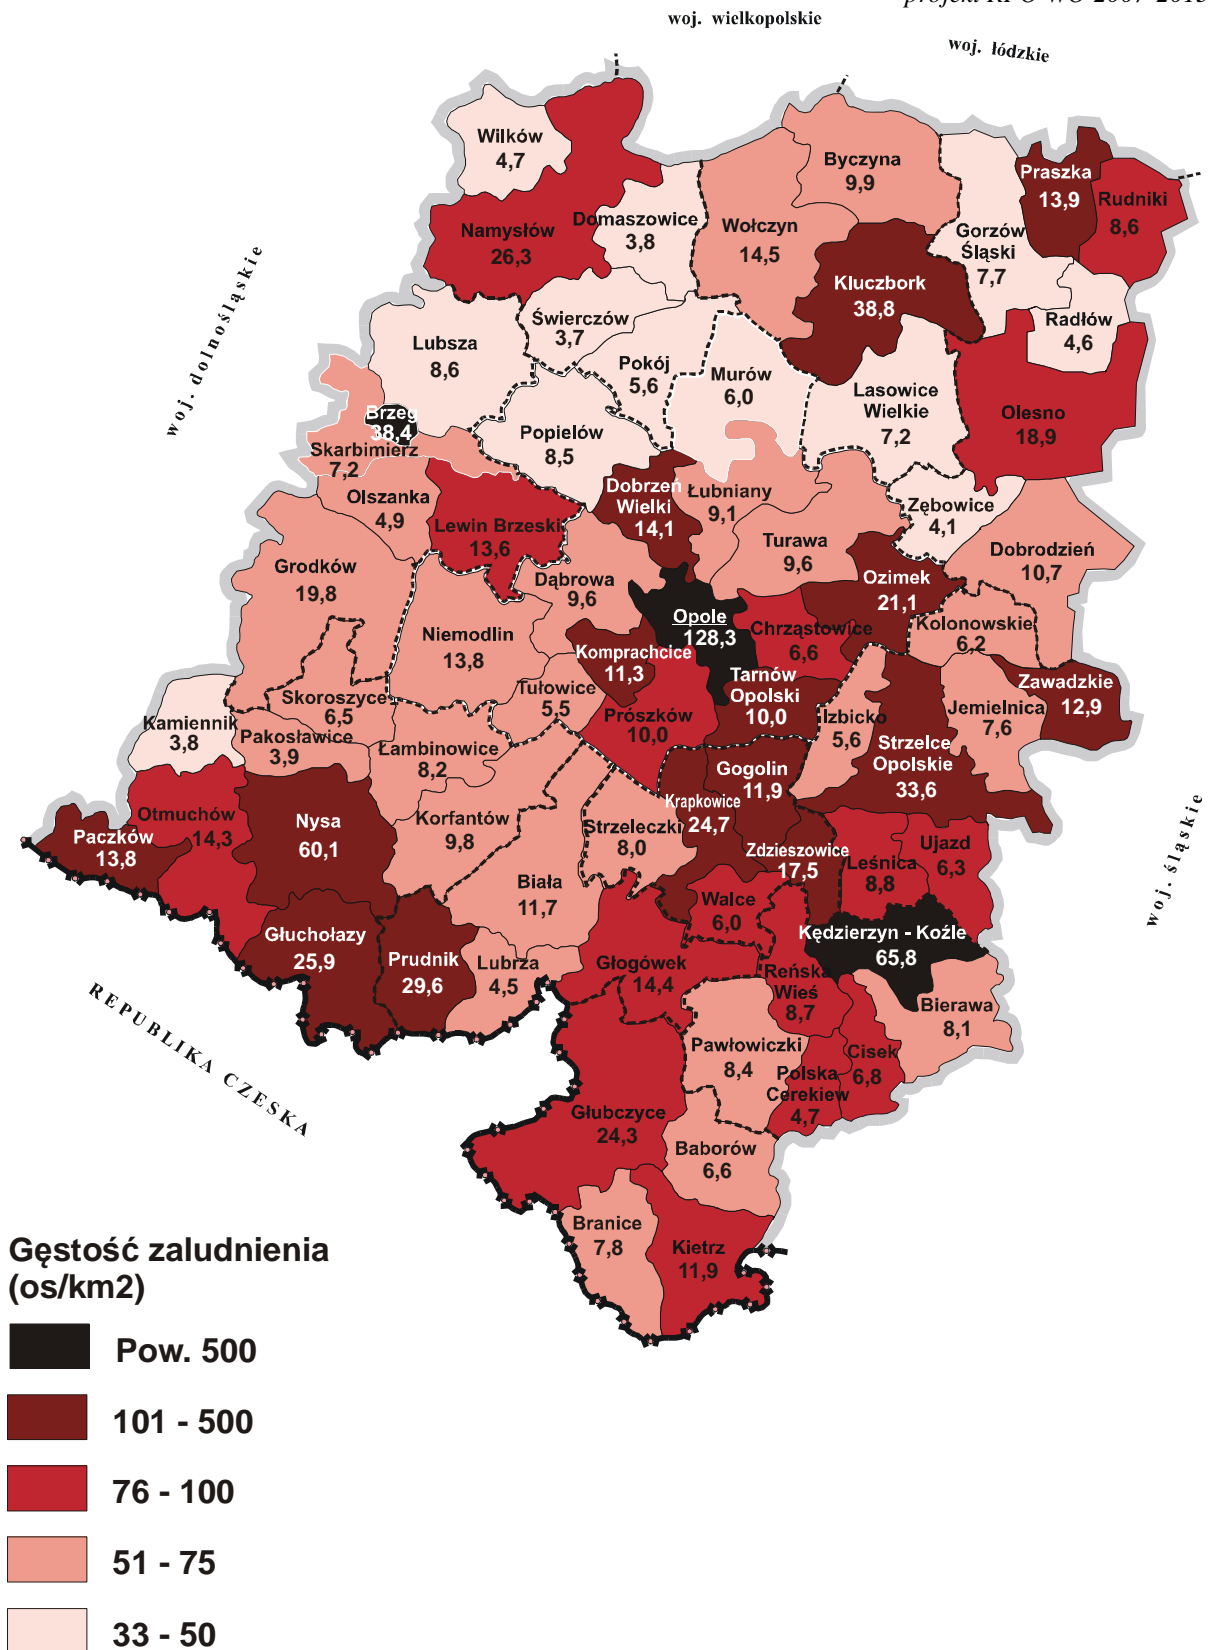 woj. wielkopolskie
woj. łódzkie
Wilków
4,7
Byczyna
9,9
Praszka
13,9
Rudniki
8,6
Namysłów
26,3
Domaszowice
3,8
Wołczyn
14,5
Gorzów
Śląski
7,7
Kluczbork
38,8
woj. dolnośląskie
Świerczów
3,7
Radłów
4,6
Lubsza
8,6
Pokój
5,6
Murów
6,0
Lasowice
Wielkie
7,2
Olesno
18,9
Brzeg
38,4
Popielów
8,5
Skarbimierz
7,2
Olszanka
4,9
Dobrzeń
Wielki
14,1
Łubniany
9,1
Zębowice
4,1
Lewin Brzeski
13,6
Turawa
9,6
Dobrodzień
10,7
Grodków
19,8
Dąbrowa
9,6
Ozimek
21,1
Opole
128,3
Chrząstowice
6,6
Kolonowskie
6,2
Niemodlin
13,8
Komprachcice
11,3
Tarnów
Opolski
10,0
Zawadzkie
12,9
Skoroszyce
6,5
Tułowice
5,5
Prószków
10,0
Izbicko
5,6
Jemielnica
7,6
Kamiennik
3,8
Pakosławice
3,9
Łambinowice
8,2
Strzelce
Opolskie
33,6
Gogolin
11,9
Otmuchów
14,3
Nysa
60,1
Korfantów
9,8
Strzeleczki
8,0
Krapkowice
24,7
Paczków
13,8
Zdzieszowice
17,5
Leśnica
8,8
Ujazd
6,3
woj. śląskie
Biała
11,7
Walce
6,0
Głuchołazy
25,9
Prudnik
29,6
Lubrza
4,5
Kędzierzyn - Koźle
65,8
Głogówek
14,4
Reńska
Wieś
8,7
Bierawa
8,1
REPUBLIKA CZESKA
Pawłowiczki
8,4
Cisek
6,8
Polska
Cerekiew
4,7
Głubczyce
24,3
Baborów
6,6
Branice
7,8
Kietrz
11,9
Gęstość zaludnienia
(os/km2)
Pow. 500
101 - 500
76 - 100
51 - 75
33 - 50